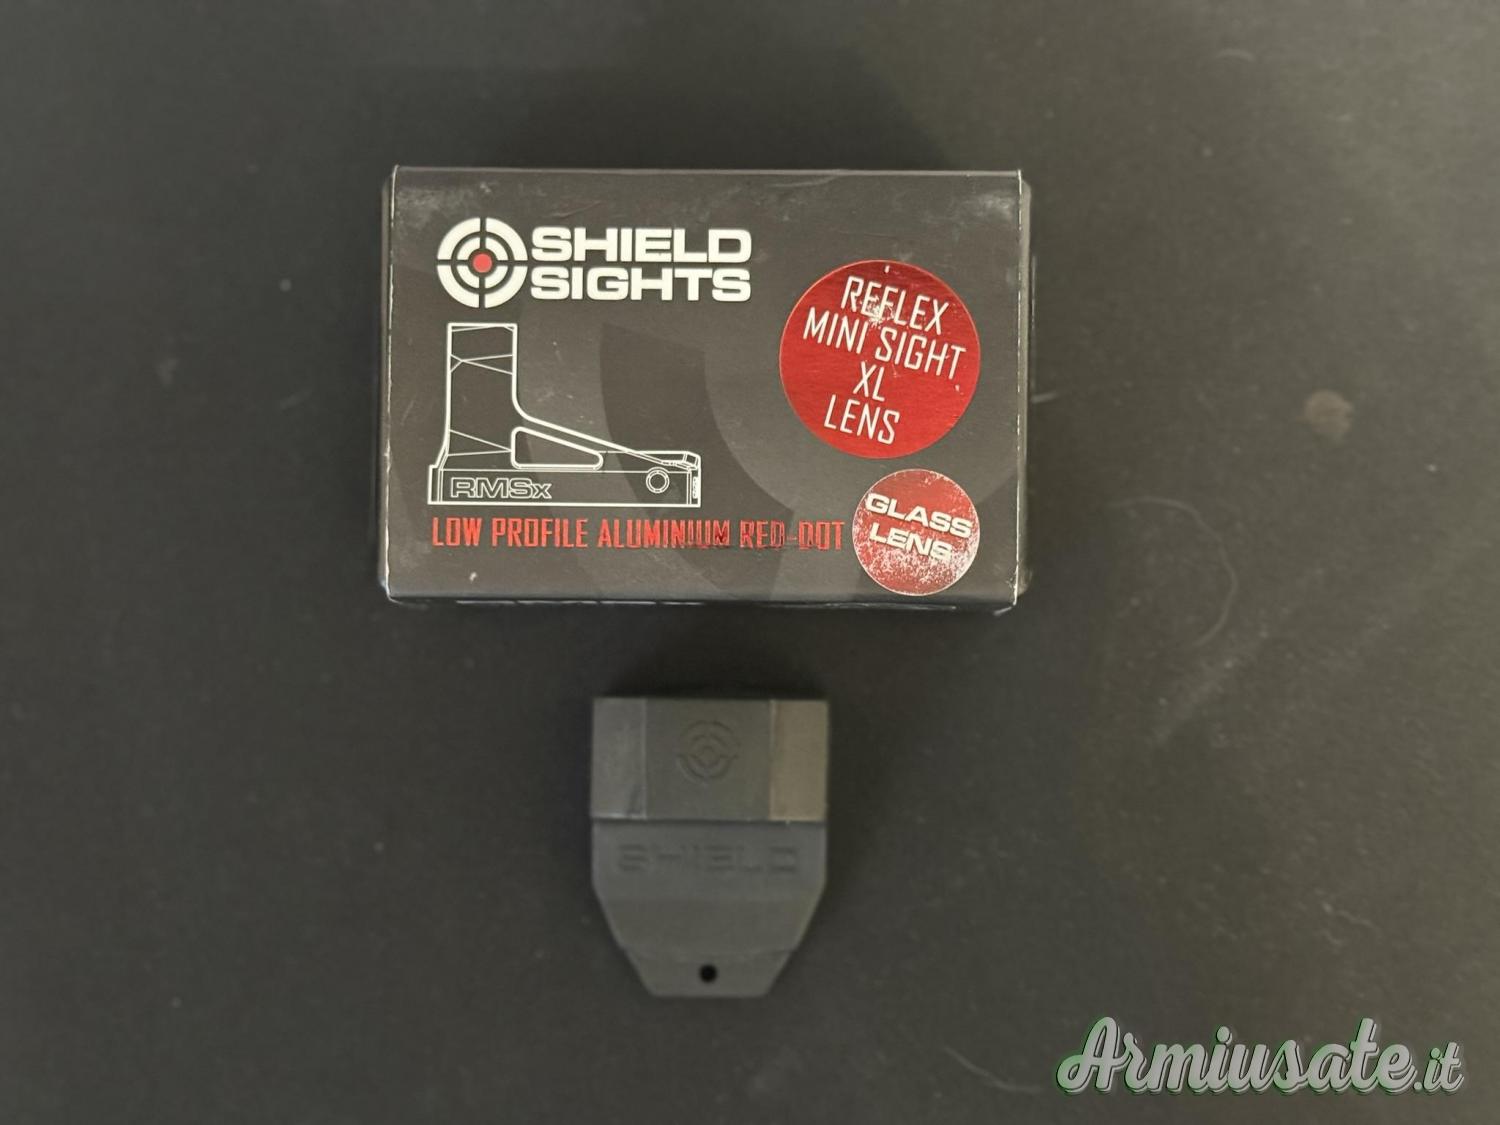 SHIELD
SIGHTS
REFLEX
MINI SIGHT
XL
LENS
RMSx
GLASS
LENS
LOW PROFILE ALUMINIUM RED-DOT
SHIELD
Armiusate.it